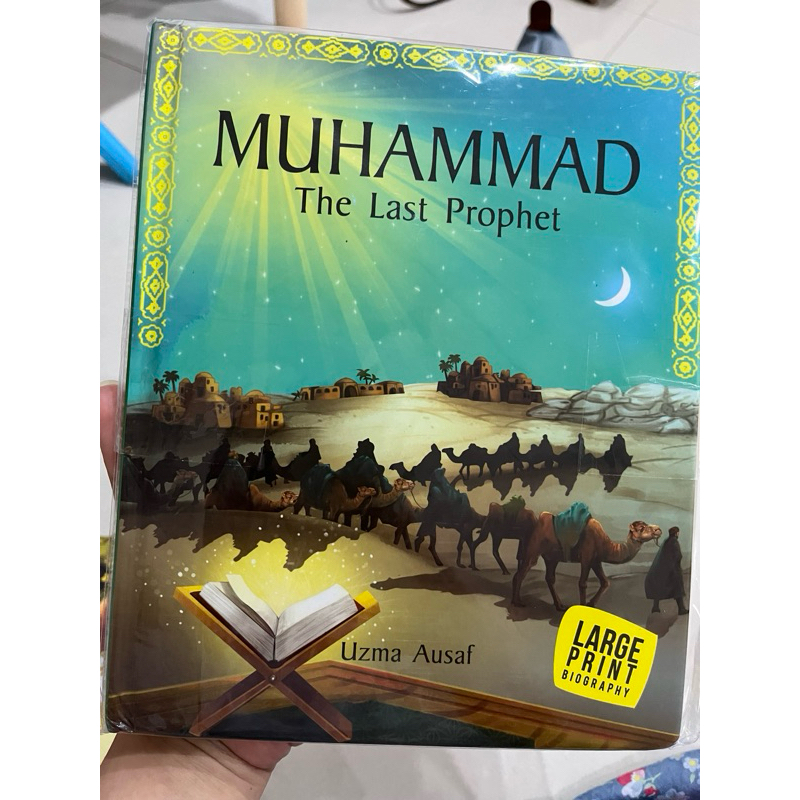 MUHAMMAD
The Last Prophet
Uzma Ausaf
LARGE
PRINT
BIOGRAPHY